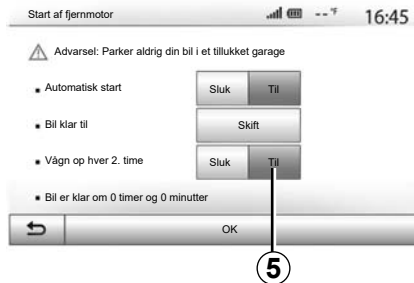 Start af fjernmotor -- °F 16:45
Advarsel: Parker aldrig din bil i et tillukket garage
Automatisk start Sluk Til
Bil klar til Skift
Vågn op hver 2. time Sluk Til
Bil er klar om 0 timer og 0 minutter
OK
5